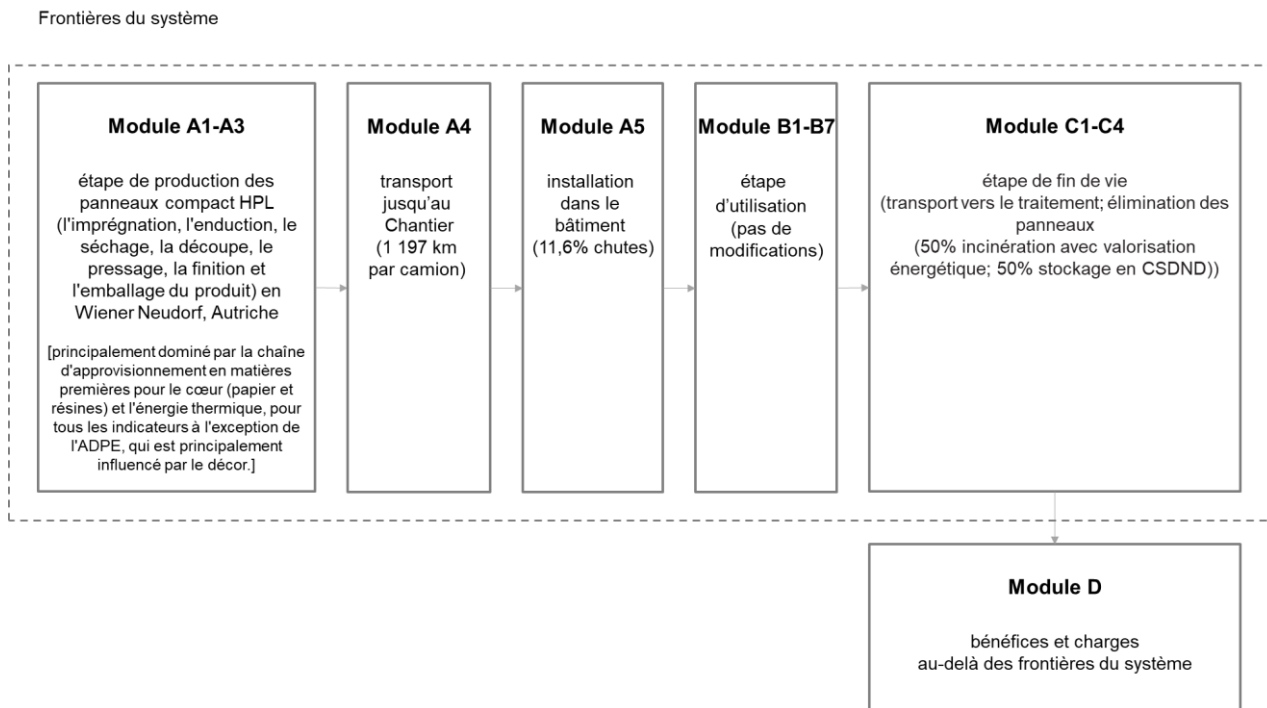 Frontières du système
Module A1-A3
étape de production des
panneaux compact HPL
(l'imprégnation, l'enduction, le
séchage, la découpe, le
pressage, la finition et
l'emballage du produit) en
Wiener Neudorf, Autriche
[principalement dominé par la chaîne
d'approvisionnement en matières
premières pour le cœur (papier et
résines) et l'énergie thermique, pour
tous les indicateurs à l'exception de
l'ADPE, qui est principalement
influencé par le décor.]
Module A4
transport
jusqu'au
Chantier
(1 197 km
par camion)
Module A5
installation
dans le
bâtiment
(11,6% chutes)
Module B1-B7
étape
d'utilisation
(pas de
modifications)
Module C1-C4
étape de fin de vie
(transport vers le traitement; élimination des
panneaux
(50% incinération avec valorisation
énergétique; 50% stockage en CSDND))
Module D
bénéfices et charges
au-delà des frontières du système